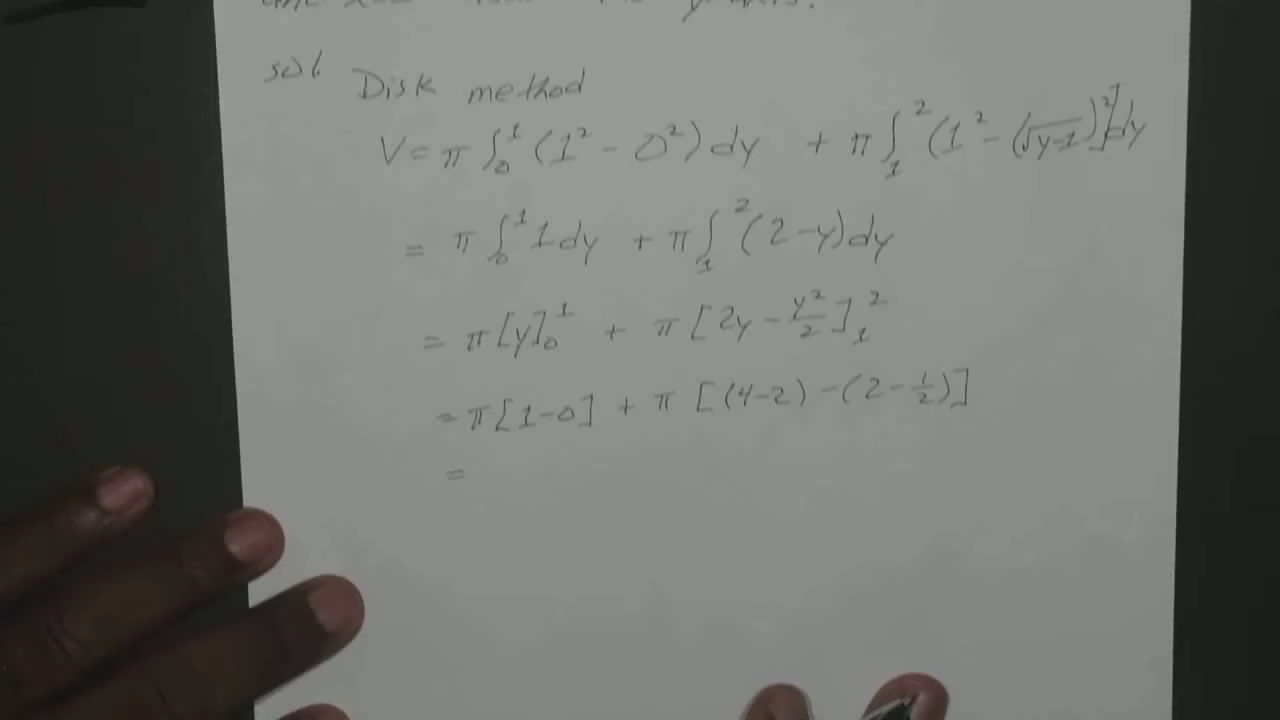 sol. Disk method
V = π ∫₀¹ (1² - 0²) dy + π ∫₁² (1² - (√y-1)²] dy
= π ∫₀¹ 1 dy + π ∫₁² (2 - y) dy
= π [y]₀¹ + π [2y - y²/2]₁²
= π [1 - 0] + π [(4 - 2) - (2 - 1/2)]
=